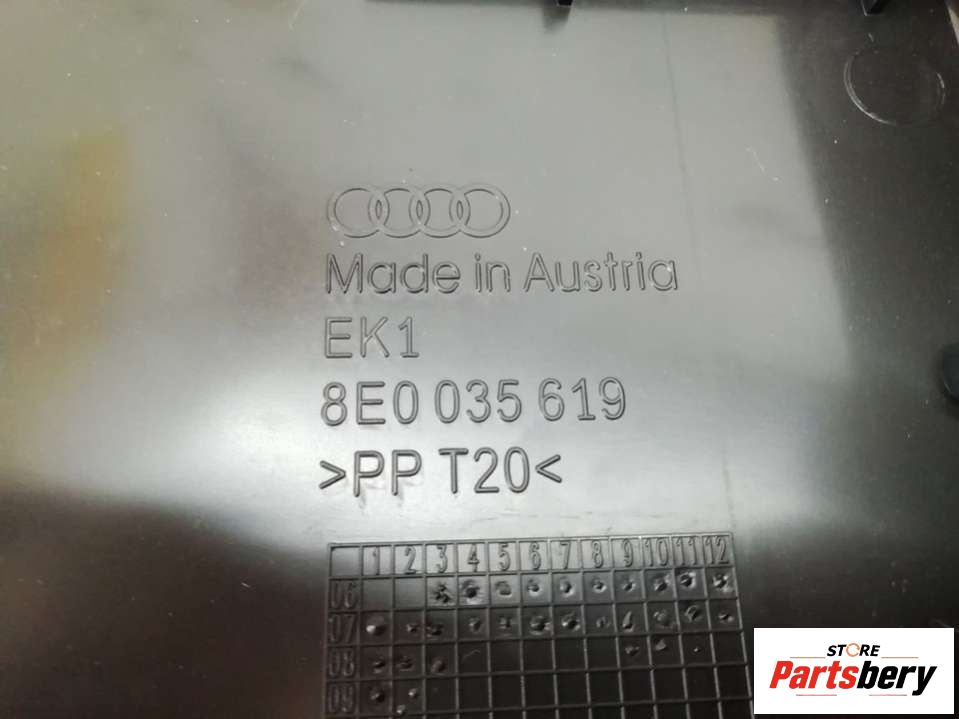 Made in Austria
EK1
8E0 035 619
>PP T20<
1 2 3 4 5 6 7 8 9 10 11 12
06
07
08
09
STORE
Partsbery